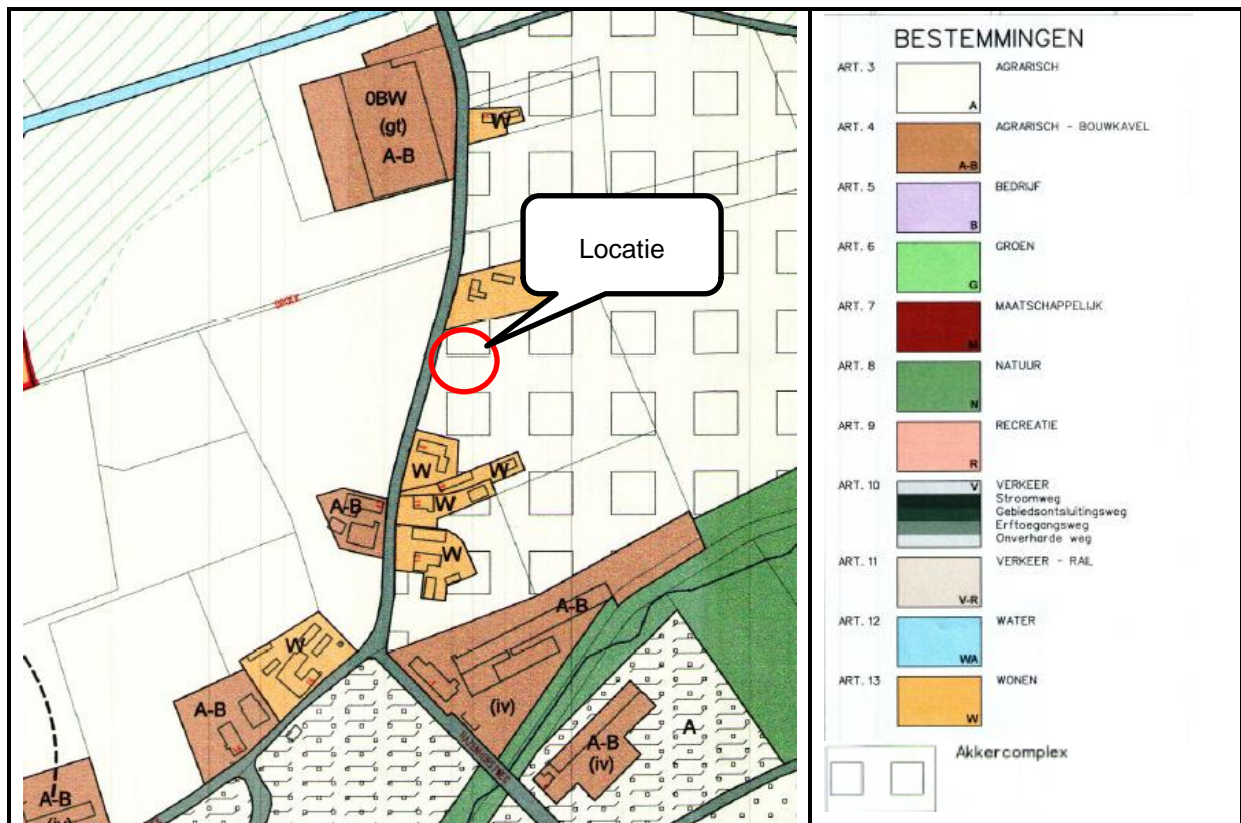 0BW
(gt)
A-B
W
Locatie
BROEK
W
W
W
A-B
W
A-B
W
A-B
(iv)
A-B
(iv)
A
A-B
BESTEMMINGEN
ART. 3 AGRARISCH
A
ART. 4 AGRARISCH - BOUWKAVEL
A-B
ART. 5 BEDRIJF
B
ART. 6 GROEN
G
ART. 7 MAATSCHAPPELIJK
M
ART. 8 NATUUR
N
ART. 9 RECREATIE
R
ART. 10 V VERKEER
Stroomweg
Gebiedsontsluitingsweg
Erftoegangsweg
Onverharde weg
ART. 11 VERKEER - RAIL
V-R
ART. 12 WATER
WA
ART. 13 WONEN
W
Akkercomplex